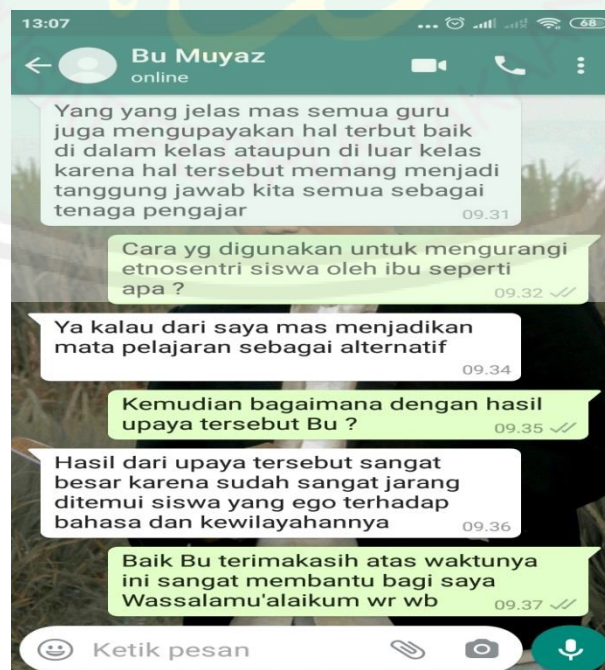 13:07 ... 68
Bu Muyaz
online
Yang yang jelas mas semua guru
juga mengupayakan hal terbut baik
di dalam kelas ataupun di luar kelas
karena hal tersebut memang menjadi
tanggung jawab kita semua sebagai
tenaga pengajar 09.31
Cara yg digunakan untuk mengurangi
etnosentri siswa oleh ibu seperti
apa ? 09.32
Ya kalau dari saya mas menjadikan
mata pelajaran sebagai alternatif
09.34
Kemudian bagaimana dengan hasil
upaya tersebut Bu ? 09.35
Hasil dari upaya tersebut sangat
besar karena sudah sangat jarang
ditemui siswa yang ego terhadap
bahasa dan kewilayahannya 09.36
Baik Bu terimakasih atas waktunya
ini sangat membantu bagi saya
Wassalamu'alaikum wr wb 09.37
Ketik pesan